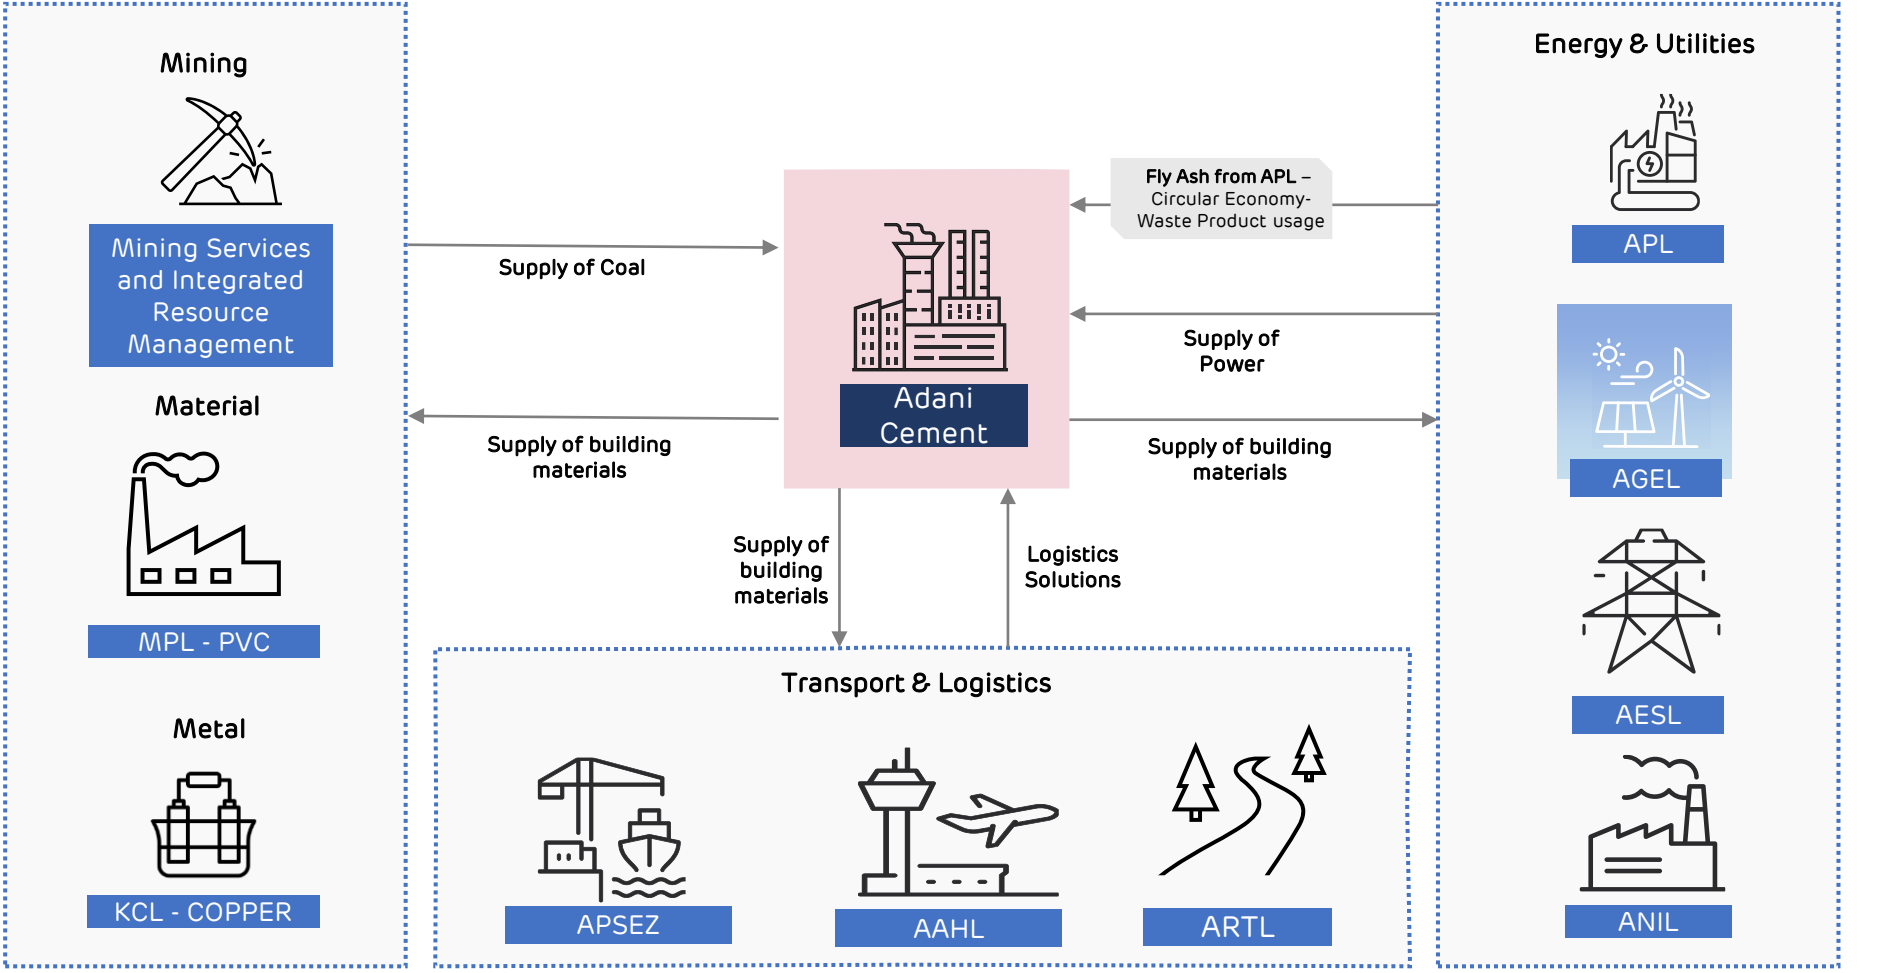 Mining
Mining Services
and Integrated
Resource
Management
Material
MPL - PVC
Metal
KCL - COPPER
Supply of Coal
Supply of building
materials
Adani
Cement
Fly Ash from APL –
Circular Economy-
Waste Product usage
Supply of
Power
Supply of building
materials
Supply of
building
materials
Logistics
Solutions
Transport & Logistics
APSEZ
AAHL
ARTL
Energy & Utilities
APL
AGEL
AESL
ANIL